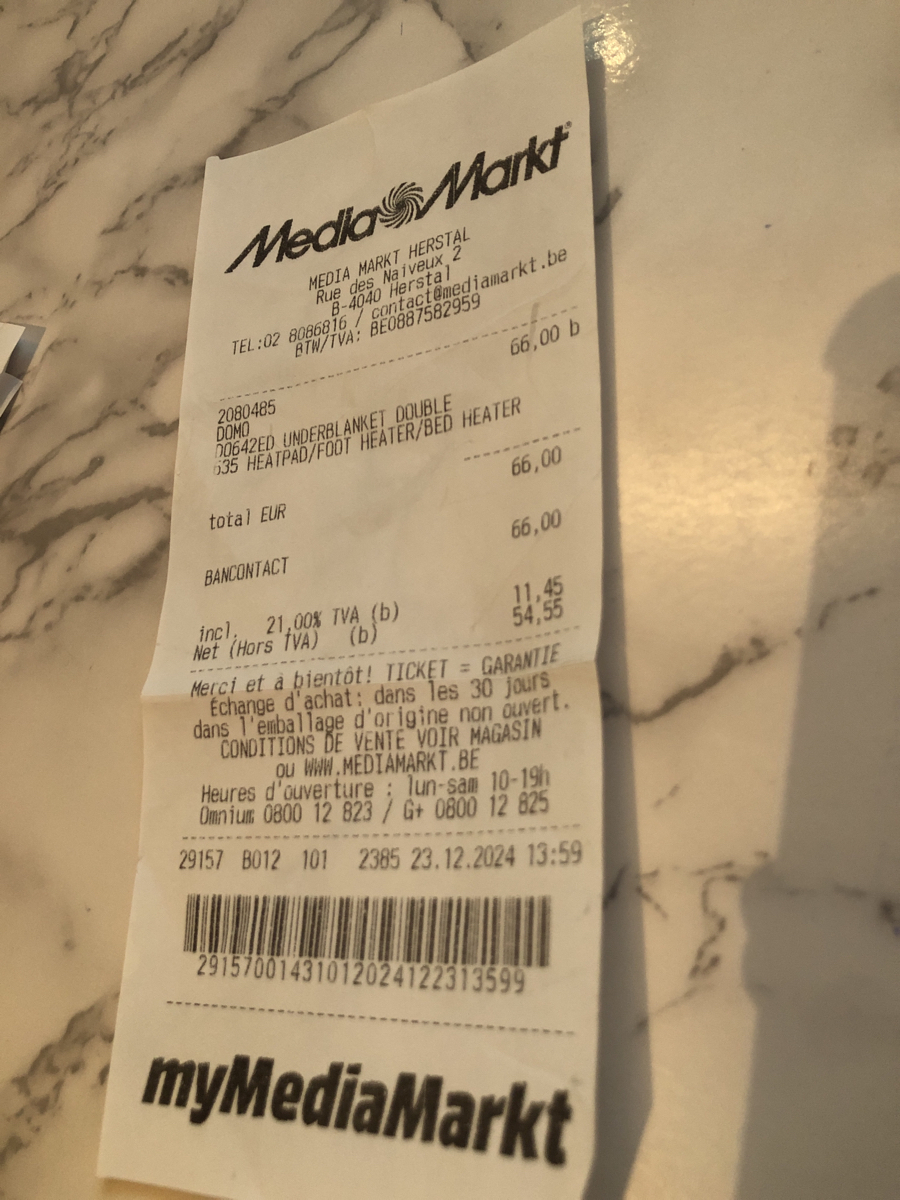 Media Markt®
MEDIA MARKT HERSTAL
Rue des Naiveux 2
B-4040 Herstal
TEL:02 8086816 / contact@mediamarkt.be
BTW/TVA: BE0887582959
66,00 b
2080485
DOMO
DO642ED UNDERBLANKET DOUBLE
635 HEATPAD/FOOT HEATER/BED HEATER
66,00
total EUR
66,00
BANCONTACT
incl. 21,00% TVA (b) 11,45
Net (Hors TVA) (b) 54,55
Merci et à bientôt! TICKET = GARANTIE
Échange d'achat: dans les 30 jours
dans l'emballage d'origine non ouvert.
CONDITIONS DE VENTE VOIR MAGASIN
ou WWW.MEDIAMARKT.BE
Heures d'ouverture : lun-sam 10-19h
Omnium 0800 12 823 / G+ 0800 12 825
29157 B012 101 2385 23.12.2024 13:59
29157001431012024122313599
myMediaMarkt